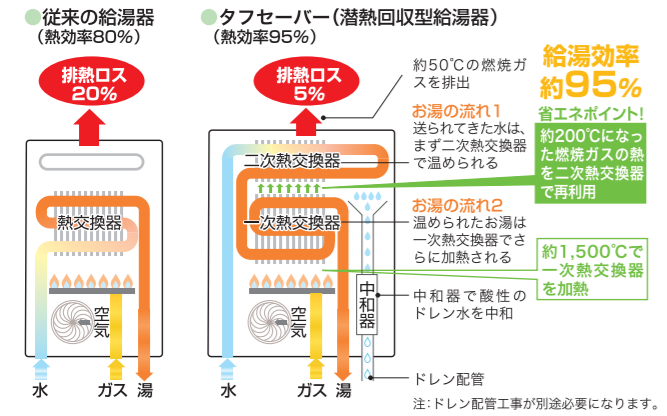 ●従来の給湯器
（熱効率80%）
排熱ロス
20%
熱交換器
空気
水
ガス
湯
●タフセーバー（潜熱回収型給湯器）
（熱効率95%）
排熱ロス
5%
二次熱交換器
一次熱交換器
空気
中和器
水
ガス
湯
約50℃の燃焼ガ
スを排出
お湯の流れ1
送られてきた水は、
まず二次熱交換器
で温められる
お湯の流れ2
温められたお湯は
一次熱交換器でさ
らに加熱される
中和器で酸性の
ドレン水を中和
ドレン配管
給湯効率
約95%
省エネポイント!
約200℃になっ
た燃焼ガスの熱
を二次熱交換器
で再利用
約1,500℃で
一次熱交換器
を加熱
注：ドレン配管工事が別途必要になります。